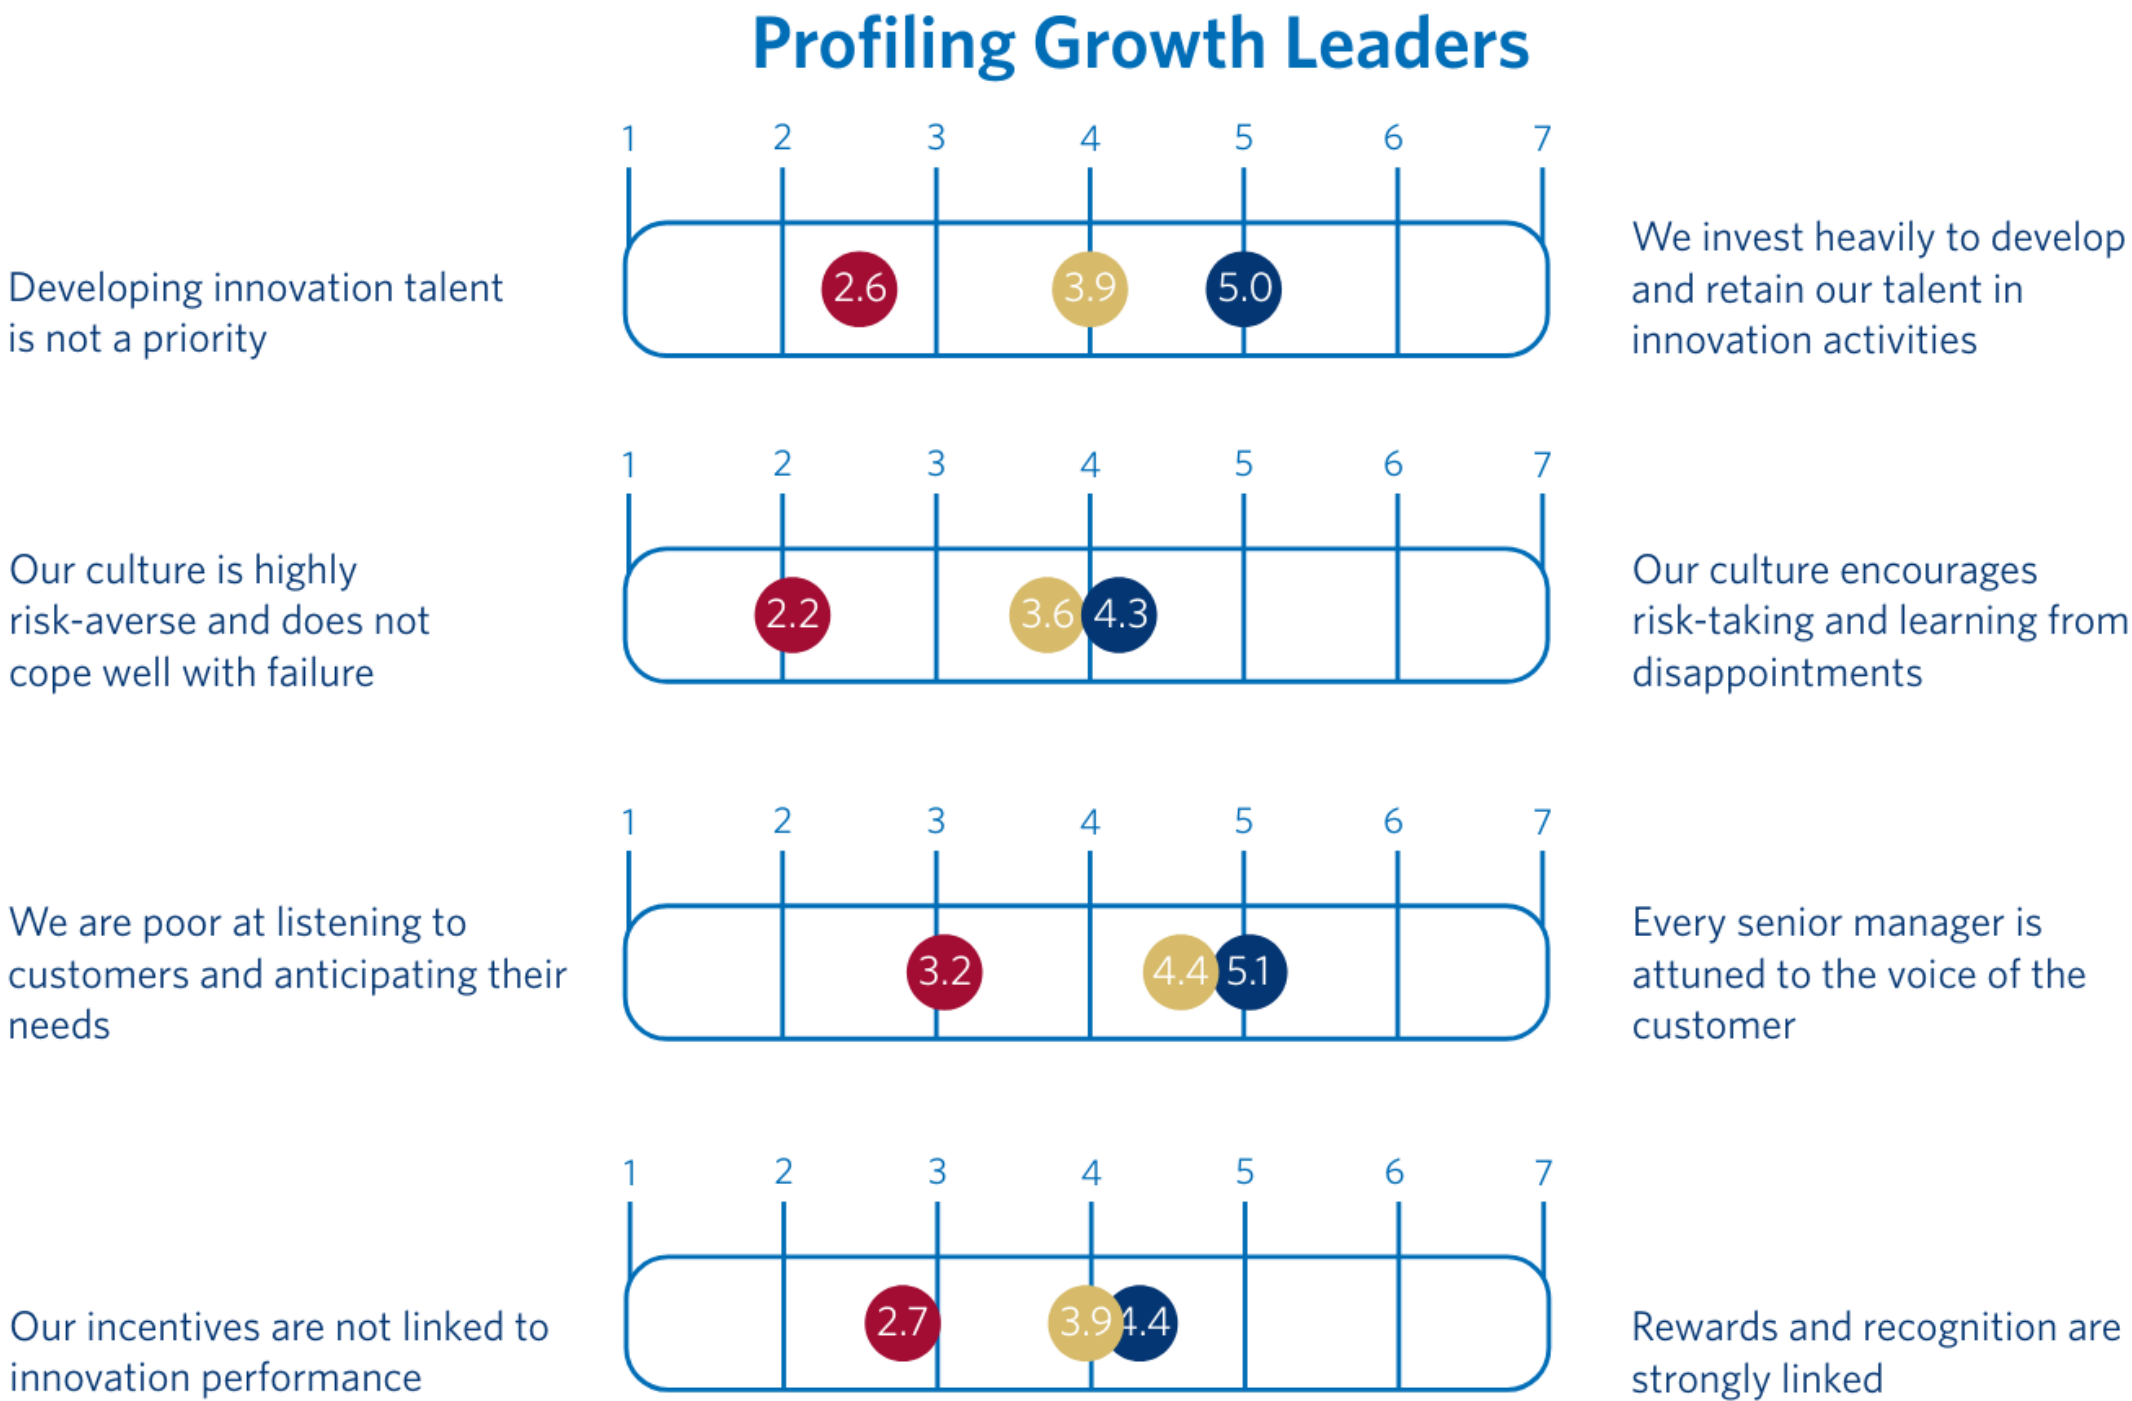 Profiling Growth Leaders
1 2 3 4 5 6 7
Developing innovation talent
is not a priority
2.6 3.9 5.0
We invest heavily to develop
and retain our talent in
innovation activities
1 2 3 4 5 6 7
Our culture is highly
risk-averse and does not
cope well with failure
2.2 3.6 4.3
Our culture encourages
risk-taking and learning from
disappointments
1 2 3 4 5 6 7
We are poor at listening to
customers and anticipating their
needs
3.2 4.4 5.1
Every senior manager is
attuned to the voice of the
customer
1 2 3 4 5 6 7
Our incentives are not linked to
innovation performance
2.7 3.9 4.4
Rewards and recognition are
strongly linked